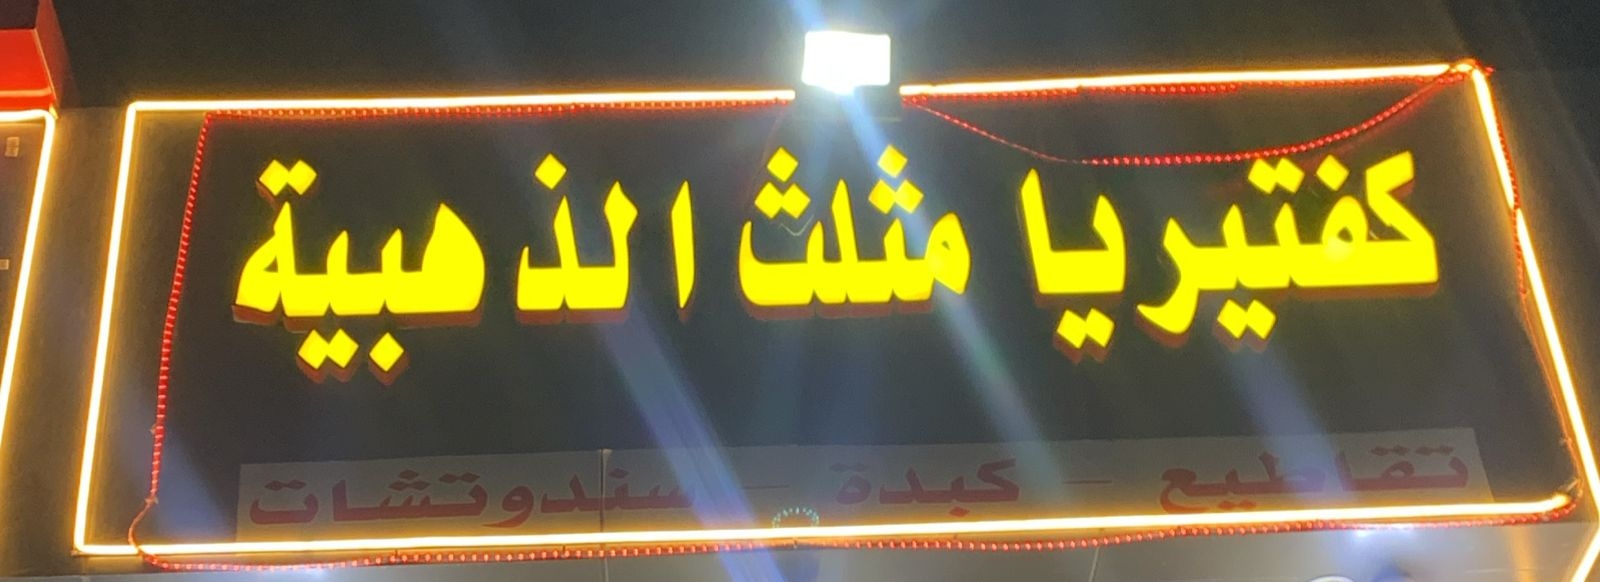 كفتيريا مثلث الذهبية
تقاطيع - كبدة - سندوتشات